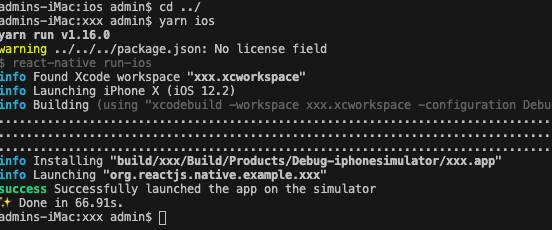 admins-iMac:ios admin$ cd ../
admins-iMac:xxx admin$ yarn ios
yarn run v1.16.0
warning ../../../package.json: No license field
$ react-native run-ios
info Found Xcode workspace "xxx.xcworkspace"
info Launching iPhone X (iOS 12.2)
info Building (using "xcodebuild -workspace xxx.xcworkspace -configuration Debu
...............................................................................
...............................................................................
...............................................................................
info Installing "build/xxx/Build/Products/Debug-iphonesimulator/xxx.app"
info Launching "org.reactjs.native.example.xxx"
success Successfully launched the app on the simulator
✨ Done in 66.91s.
admins-iMac:xxx admin$